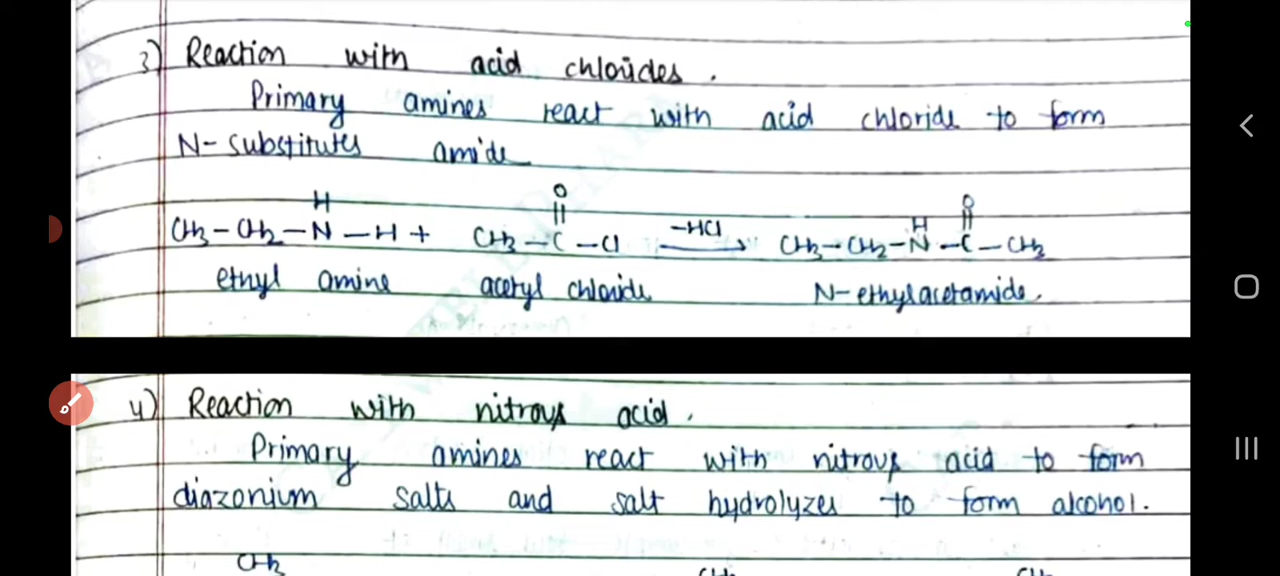 3) Reaction with acid chlorides.
Primary amines react with acid chloride to form
N-substitutes amide
H
O
CH3-CH2-N-H + CH3-C-Cl -HCl CH3-CH2-N-C-CH3
H
O
ethyl amine acetyl chloride N-ethylacetamide.
4) Reaction with nitrous acid.
Primary amines react with nitrous acid to form
diazonium salts and salt hydrolyzes to form alcohol.
CH3